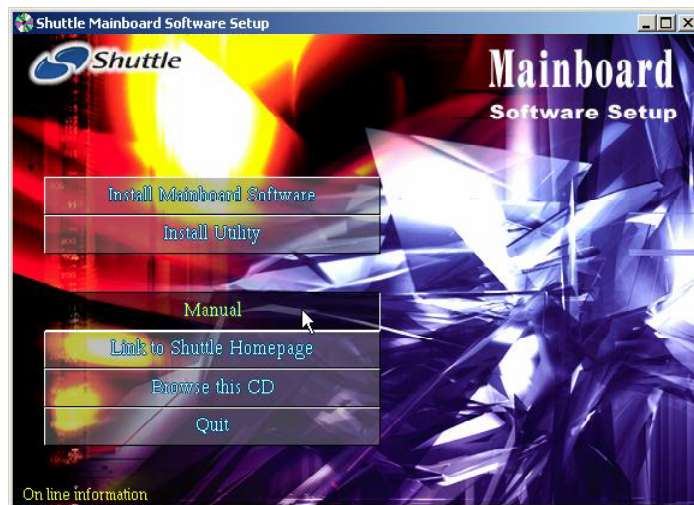 Shuttle Mainboard Software Setup
Shuttle
Mainboard
Software Setup
Install Mainboard Software
Install Utility
Manual
Link to Shuttle Homepage
Browse this CD
Quit
On line information